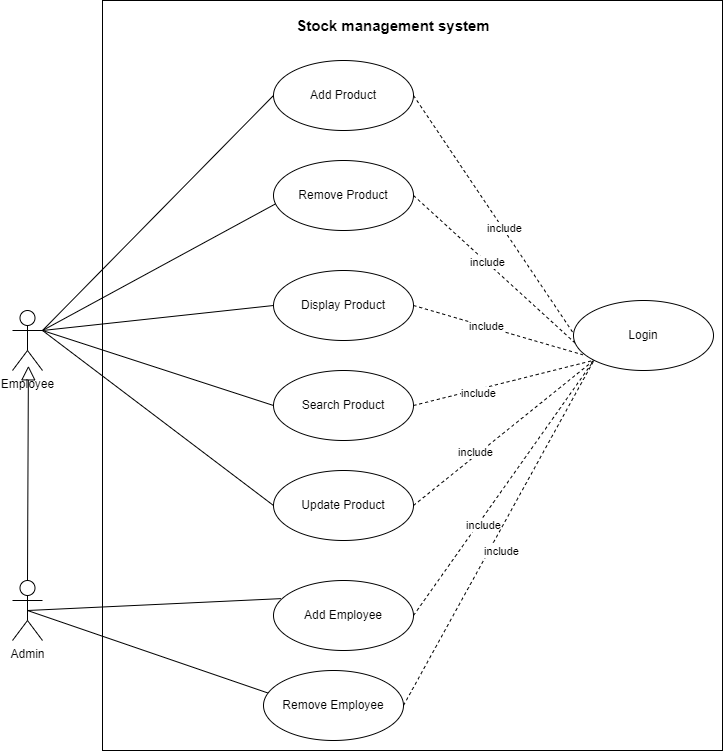 Stock management system
Add Product
include
Remove Product
include
Display Product
include
Login
Employee
Search Product
include
include
Update Product
include
include
Add Employee
Admin
Remove Employee